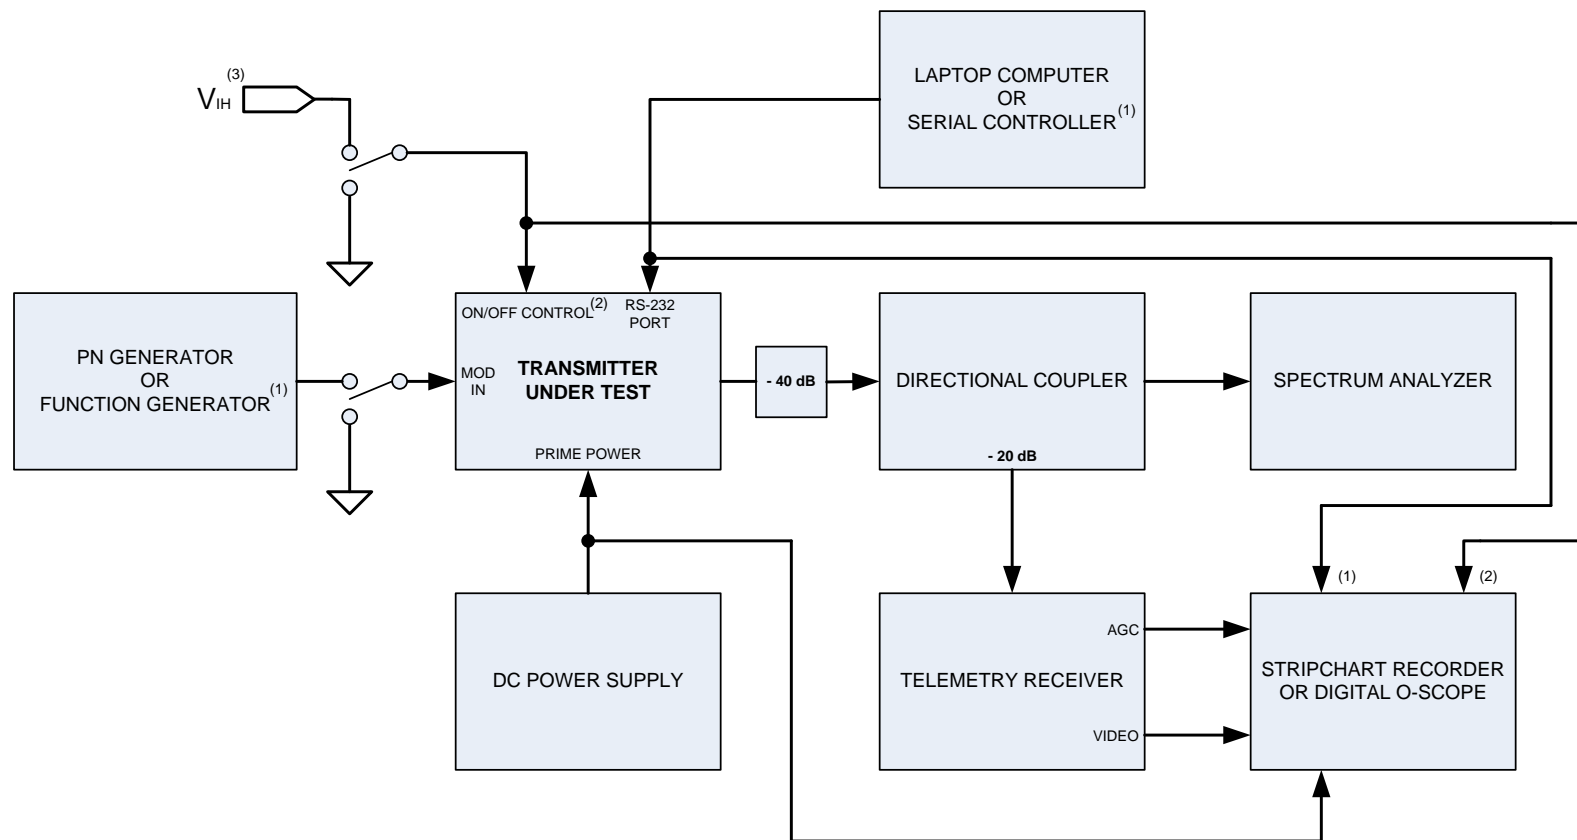 (3)
VIH
LAPTOP COMPUTER
OR
SERIAL CONTROLLER(1)
PN GENERATOR
OR
FUNCTION GENERATOR(1)
ON/OFF CONTROL(2)
RS-232
PORT
MOD
IN
TRANSMITTER
UNDER TEST
PRIME POWER
- 40 dB
DIRECTIONAL COUPLER
- 20 dB
SPECTRUM ANALYZER
DC POWER SUPPLY
TELEMETRY RECEIVER
AGC
VIDEO
(1)
(2)
STRIPCHART RECORDER
OR DIGITAL O-SCOPE